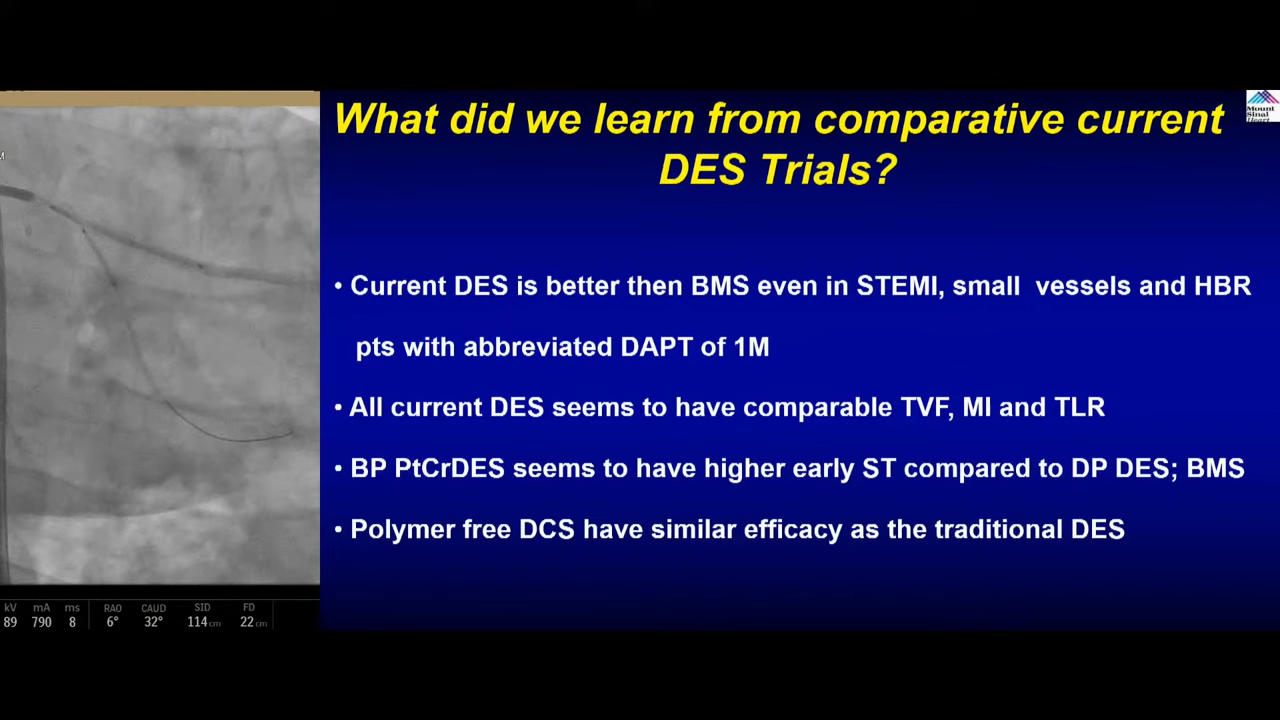 What did we learn from comparative current
DES Trials?
Mount
Sinai
Heart
M
• Current DES is better then BMS even in STEMI, small vessels and HBR
pts with abbreviated DAPT of 1M
• All current DES seems to have comparable TVF, MI and TLR
• BP PtCrDES seems to have higher early ST compared to DP DES; BMS
• Polymer free DCS have similar efficacy as the traditional DES
kV mA ms RAO CAUD SID FD
89 790 8 6° 32° 114 cm 22 cm